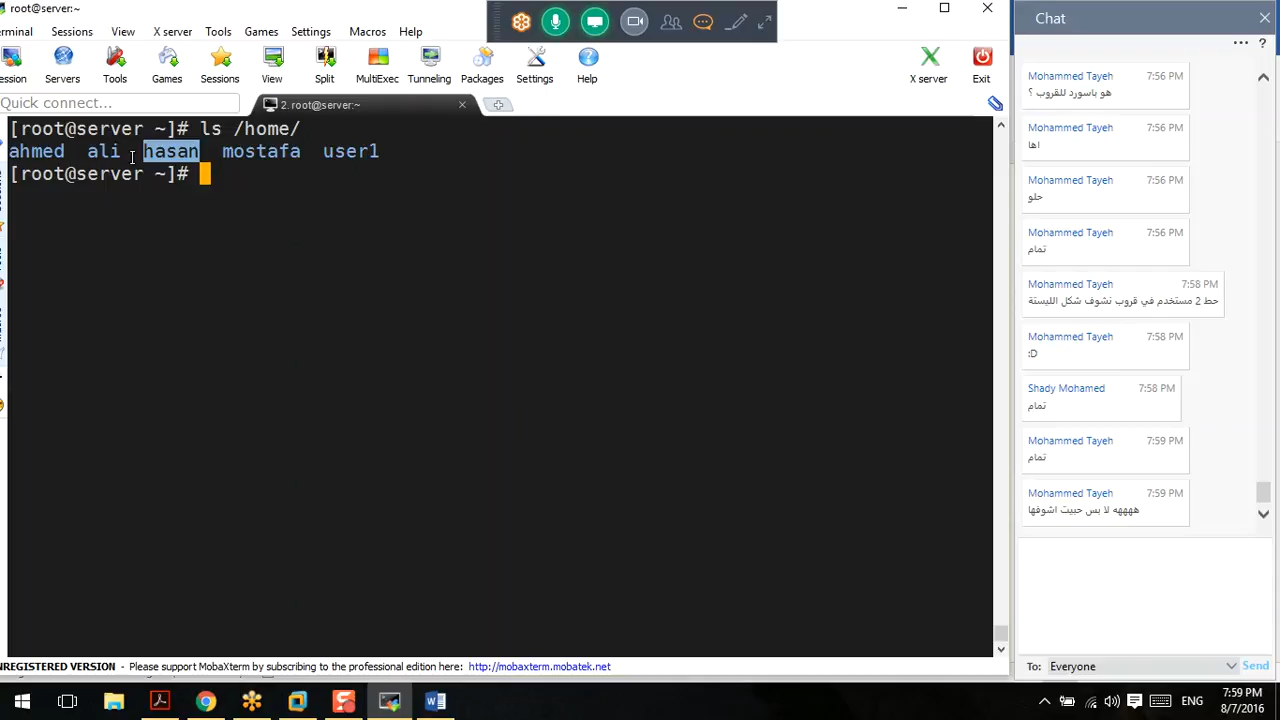 root@server:~
erminal Sessions View X server Tools Games Settings Macros Help
ession Servers Tools Games Sessions View Split MultiExec Tunneling Packages Settings Help X server Exit
Quick connect...
2. root@server:~
[root@server ~]# ls /home/
ahmed ali hasan mostafa user1
[root@server ~]#
NREGISTERED VERSION - Please support MobaXterm by subscribing to the professional edition here: http://mobaxterm.mobatek.net
Chat
Mohammed Tayeh 7:56 PM
هو باسورد للقروب ؟
Mohammed Tayeh 7:56 PM
اها
Mohammed Tayeh 7:56 PM
حلو
Mohammed Tayeh 7:56 PM
تمام
Mohammed Tayeh 7:58 PM
حط 2 مستخدم في قروب نشوف شكل الليستة
Mohammed Tayeh 7:58 PM
:D
Shady Mohamed 7:58 PM
تمام
Mohammed Tayeh 7:59 PM
تمام
Mohammed Tayeh 7:59 PM
ههههه لا بس حبيت اشوفها
To: Everyone Send
ENG
7:59 PM
8/7/2016